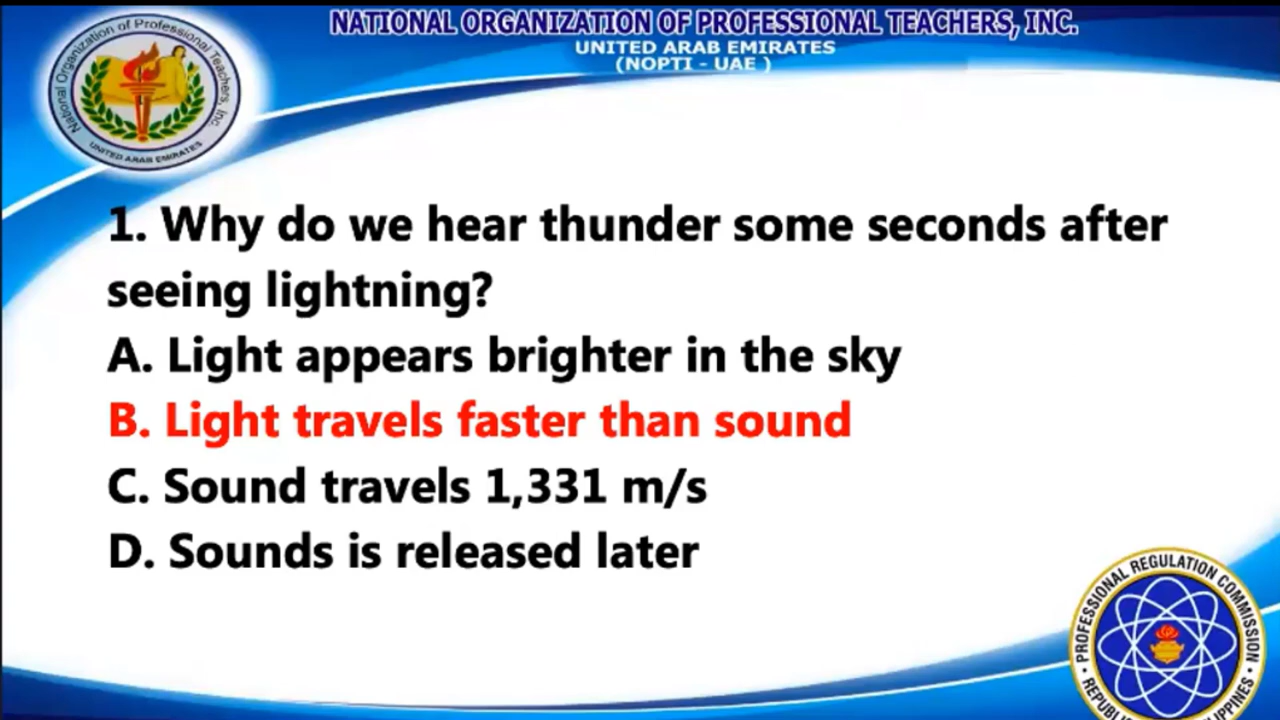 NATIONAL ORGANIZATION OF PROFESSIONAL TEACHERS, INC.
UNITED ARAB EMIRATES
(NOPTI - UAE )
National Organization of Professional Teachers, Inc
UNITED ARAB EMIRATES
1. Why do we hear thunder some seconds after
seeing lightning?
A. Light appears brighter in the sky
B. Light travels faster than sound
C. Sound travels 1,331 m/s
D. Sounds is released later
PROFESSIONAL REGULATION COMMISSION